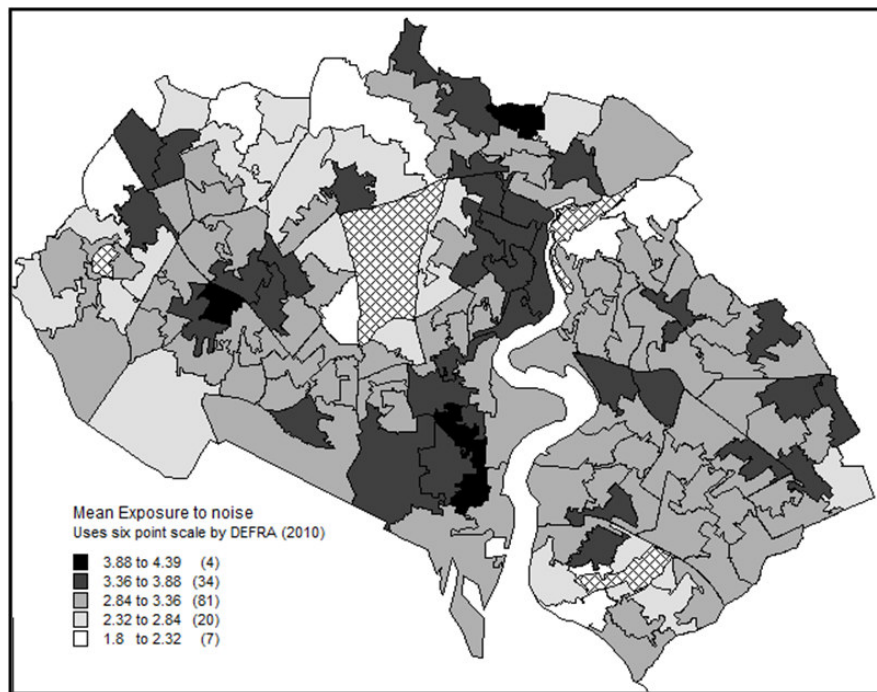 Mean Exposure to noise
Uses six point scale by DEFRA (2010)
3.88 to 4.39 (4)
3.36 to 3.88 (34)
2.84 to 3.36 (81)
2.32 to 2.84 (20)
1.8 to 2.32 (7)